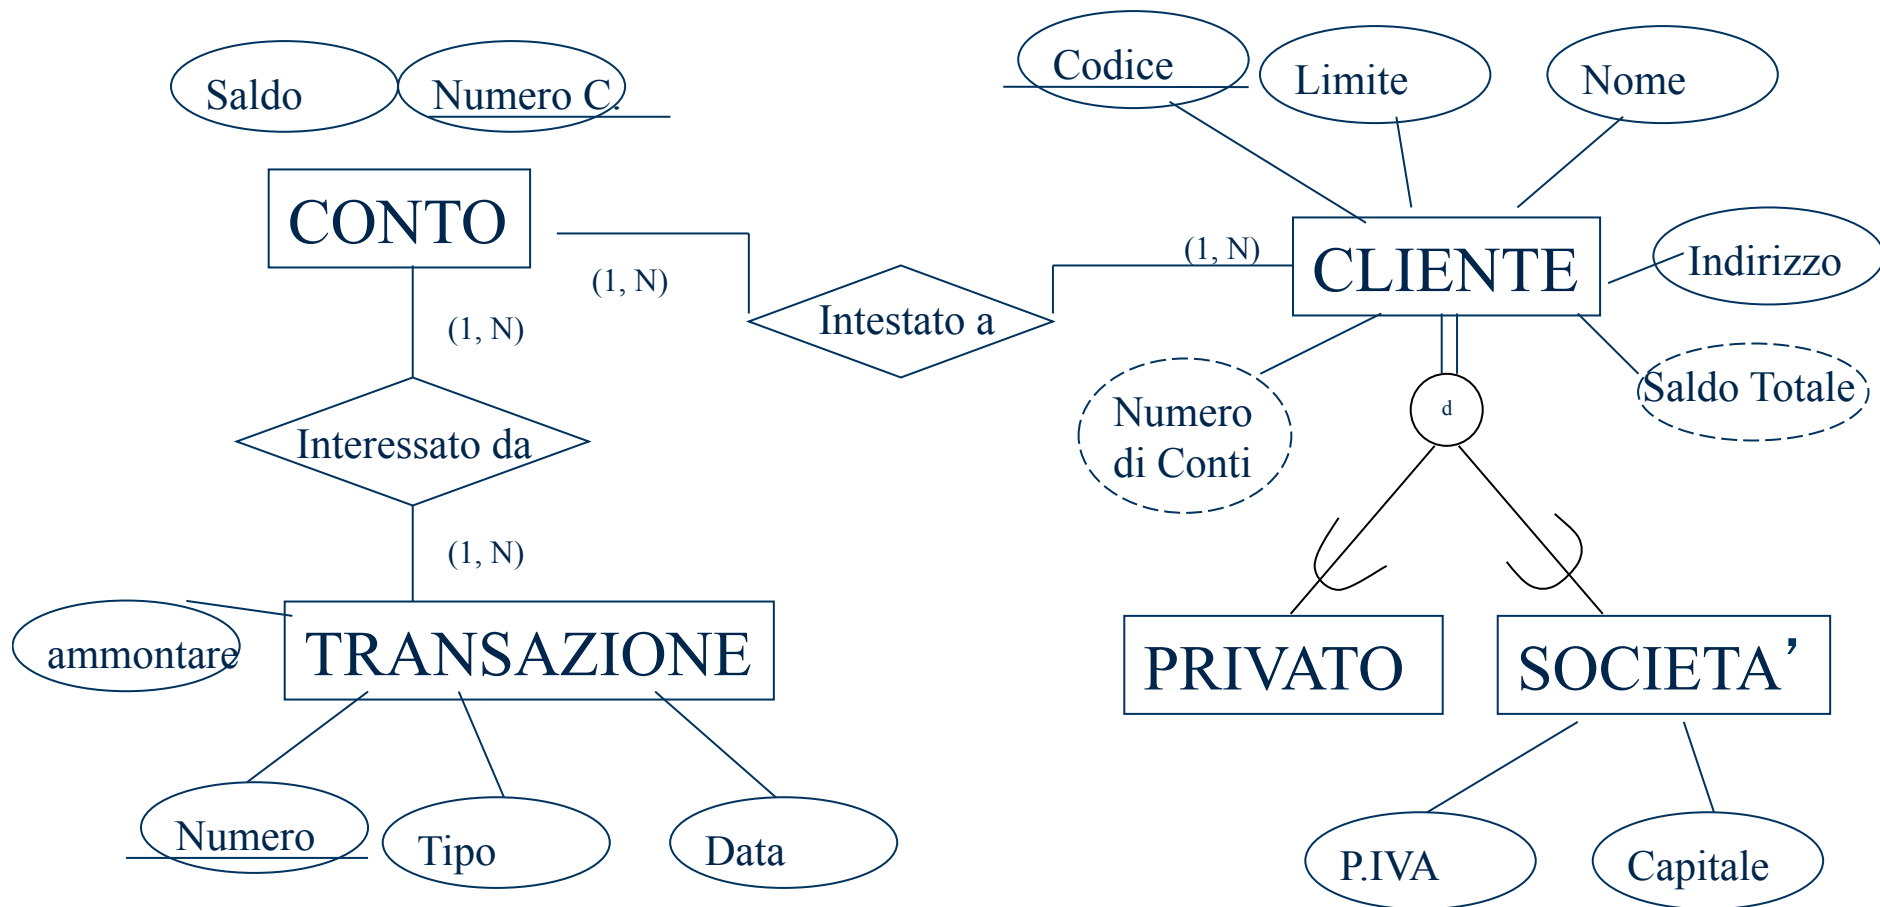 Saldo
Numero C.
Codice
Limite
Nome
CONTO
(1, N)
(1, N)
CLIENTE
Indirizzo
Intestato a
(1, N)
Numero
di Conti
d
Saldo Totale
Interessato da
(1, N)
ammontare
TRANSAZIONE
PRIVATO
SOCIETA’
Numero
Tipo
Data
P.IVA
Capitale